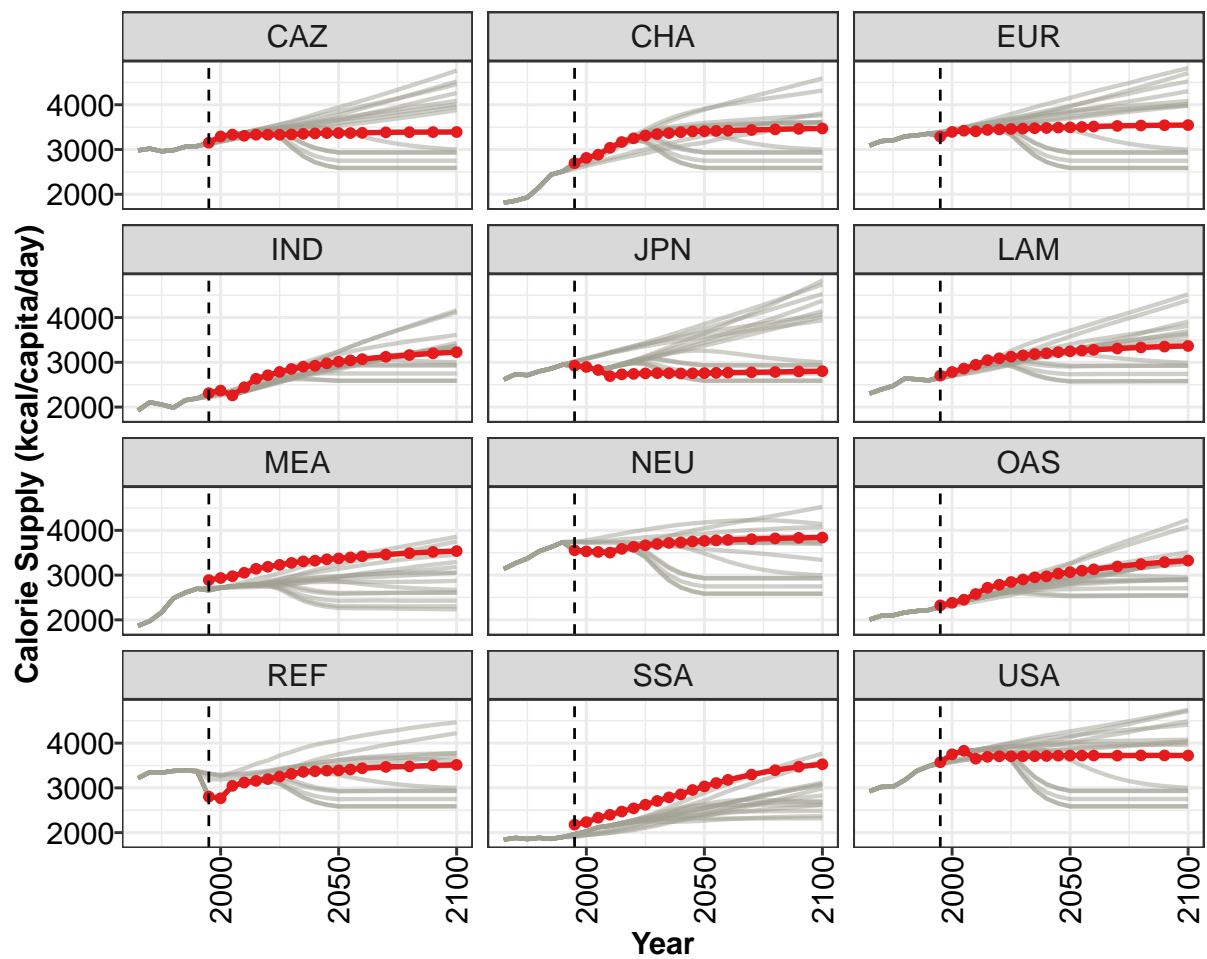 CAZ CHA EUR
4000
3000
2000
IND JPN LAM
4000
3000
2000
MEA NEU OAS
4000
3000
2000
REF SSA USA
4000
3000
2000
Calorie Supply (kcal/capita/day)
2000 2050 2100 2000 2050 2100 2000 2050 2100
Year